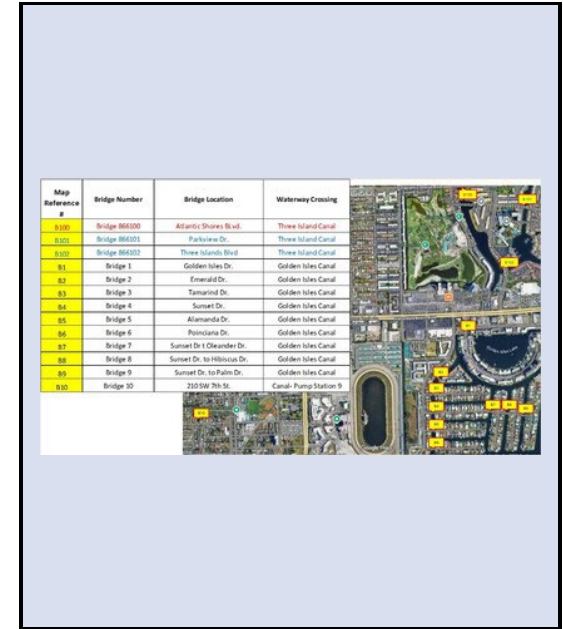 Map Reference # Bridge Number Bridge Location Waterway Crossing
B100 Bridge 866100 Atlantic Shores BLvd. Three Island Canal
B101 Bridge 866101 Parkview Dr. Three Island Canal
B102 Bridge 866102 Three Islands Blvd Three Island Canal
B1 Bridge 1 Golden Isles Dr. Golden Isles Canal
B2 Bridge 2 Emerald Dr. Golden Isles Canal
B3 Bridge 3 Tamarind Dr. Golden Isles Canal
B4 Bridge 4 Sunset Dr. Golden Isles Canal
B5 Bridge 5 Alamanda Dr. Golden Isles Canal
B6 Bridge 6 Poinciana Dr. Golden Isles Canal
B7 Bridge 7 Sunset Dr t Oleander Dr. Golden Isles Canal
B8 Bridge 8 Sunset Dr. to Hibiscus Dr. Golden Isles Canal
B9 Bridge 9 Sunset Dr. to Palm Dr. Golden Isles Canal
B10 Bridge 10 210 SW 7th St. Canal- Pump Station 9